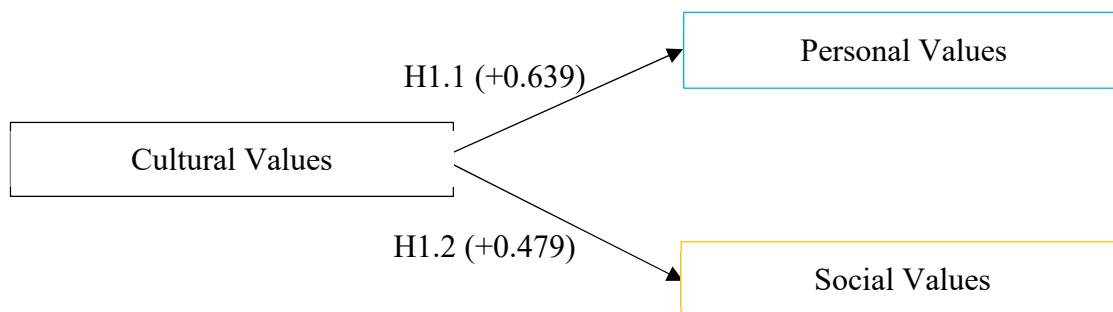 Personal Values
H1.1 (+0.639)
Cultural Values
H1.2 (+0.479)
Social Values